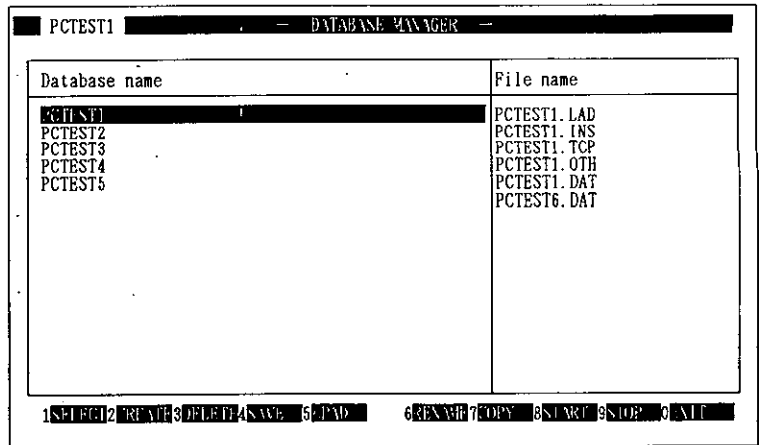 PCTEST1 — DATABASE MANAGER —
Database name File name
PCTEST1 PCTEST1.LAD
PCTEST2 PCTEST1.INS
PCTEST3 PCTEST1.TCP
PCTEST4 PCTEST1.OTH
PCTEST5 PCTEST1.DAT
PCTEST6.DAT
1SELECT 2CREATE 3DELETE 4SAVE 5LOAD 6RENAME 7COPY 8START 9STOP 0EXIT